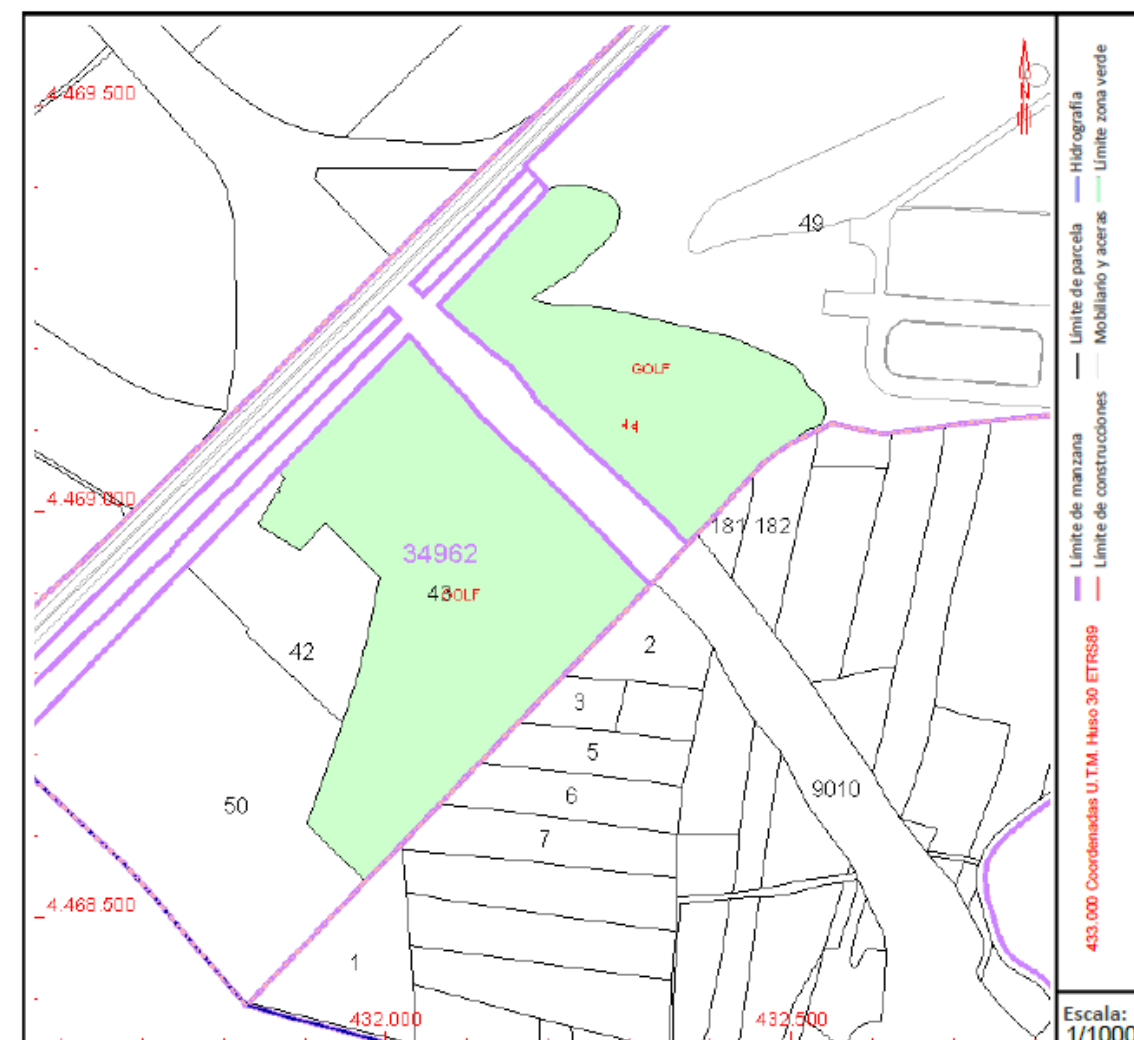 4.469.500
49
GOLF
44
4.469.000
181
182
34962
43
GOLF
42
2
3
5
50
6
9010
7
4.468.500
1
432.000
432.500
N
Límite de manzana
Límite de construcciones
Límite de parcela
Mobiliario y aceras
Hidrografía
Límite zona verde
433.000 Coordenadas U.T.M. Huso 30 ETRS89
Escala:
1/1000